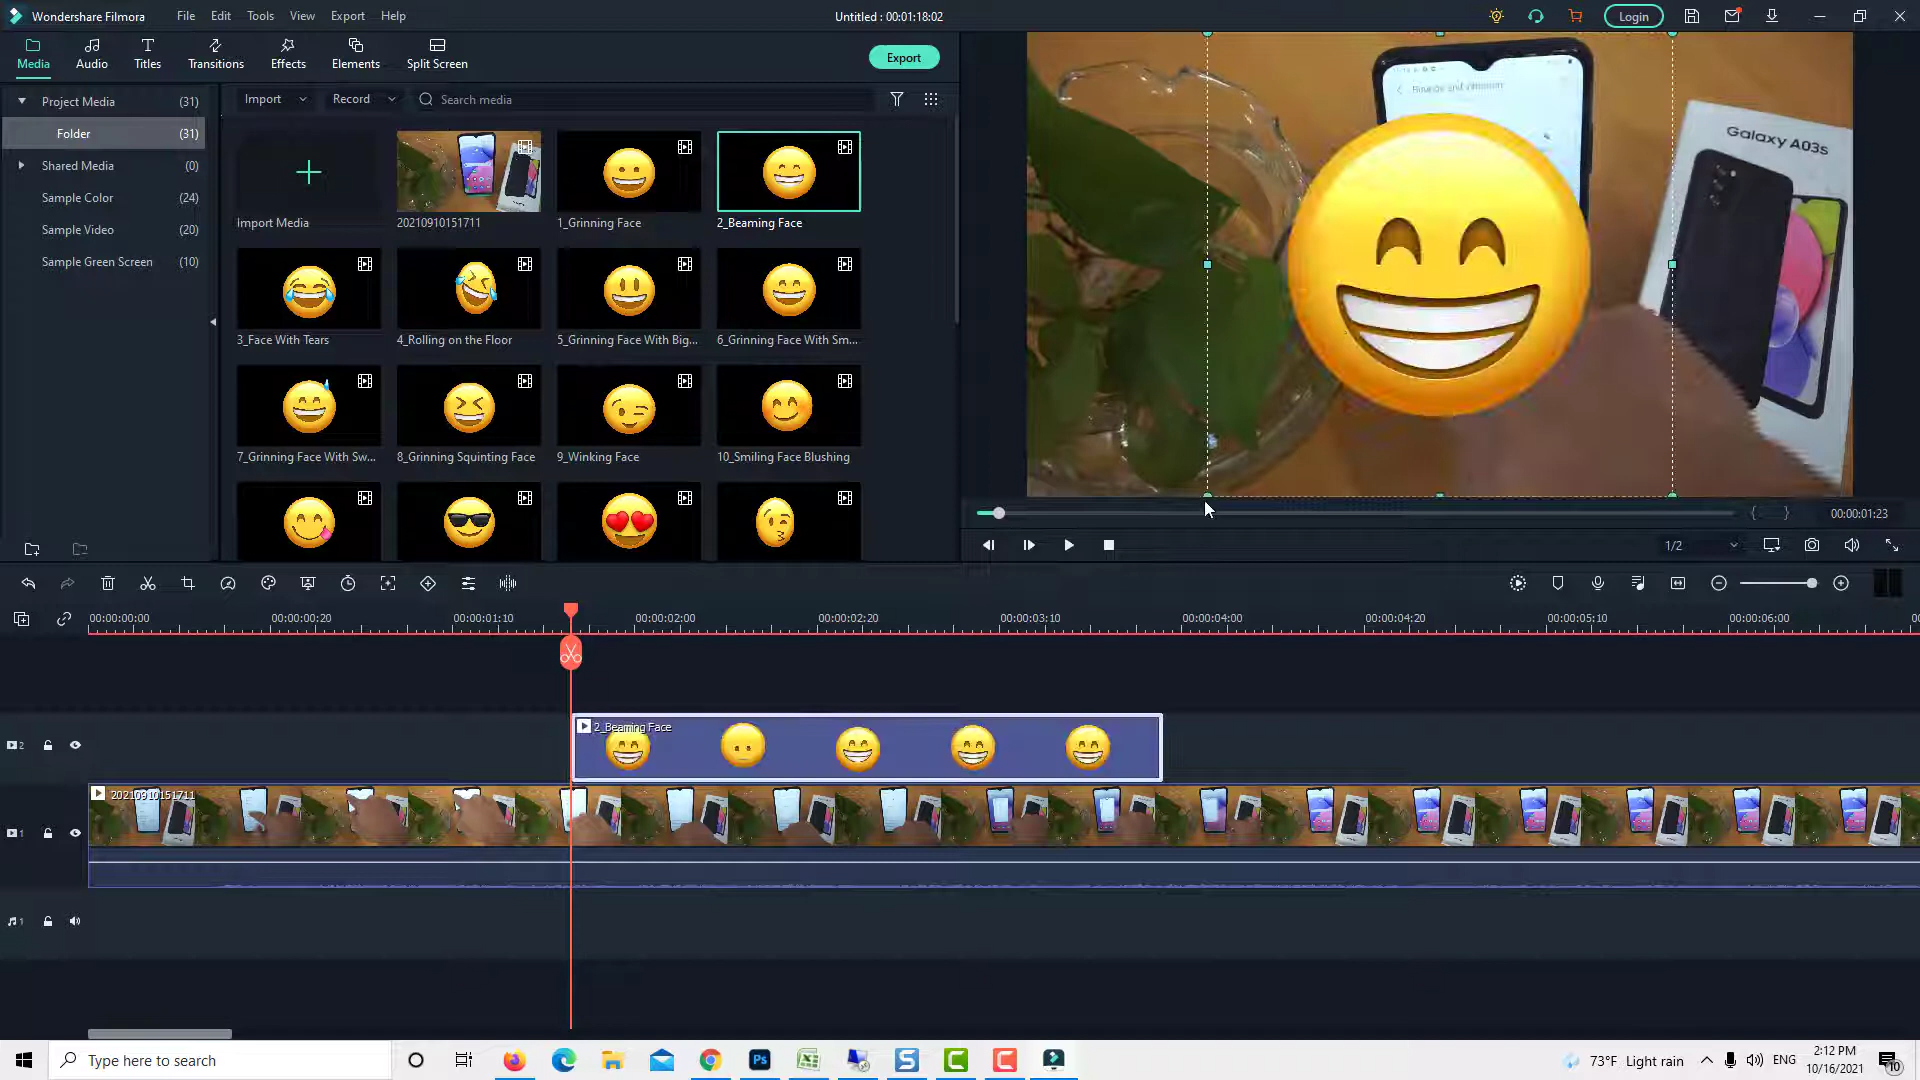 Wondershare Filmora
File
Edit
Tools
View
Export
Help
Untitled : 00:01:18:02
Login
Media
Audio
Titles
Transitions
Effects
Elements
Split Screen
Export
Project Media (31)
Folder (31)
Shared Media (0)
Sample Color (24)
Sample Video (20)
Sample Green Screen (10)
Import
Record
Search media
Import Media
20210910151711
1_Grinning Face
2_Beaming Face
3_Face With Tears
4_Rolling on the Floor
5_Grinning Face With Big...
6_Grinning Face With Sm...
7_Grinning Face With Sw...
8_Grinning Squinting Face
9_Winking Face
10_Smiling Face Blushing
Galaxy A03s
{ }
00:00:01:23
1/2
00:00:00:00
00:00:00:20
00:00:01:10
00:00:02:00
00:00:02:20
00:00:03:10
00:00:04:00
00:00:04:20
00:00:05:10
00:00:06:00
2
2_Beaming Face
20210910151711
1
1
Type here to search
Ps
73°F Light rain
ENG
2:12 PM
10/16/2021
10